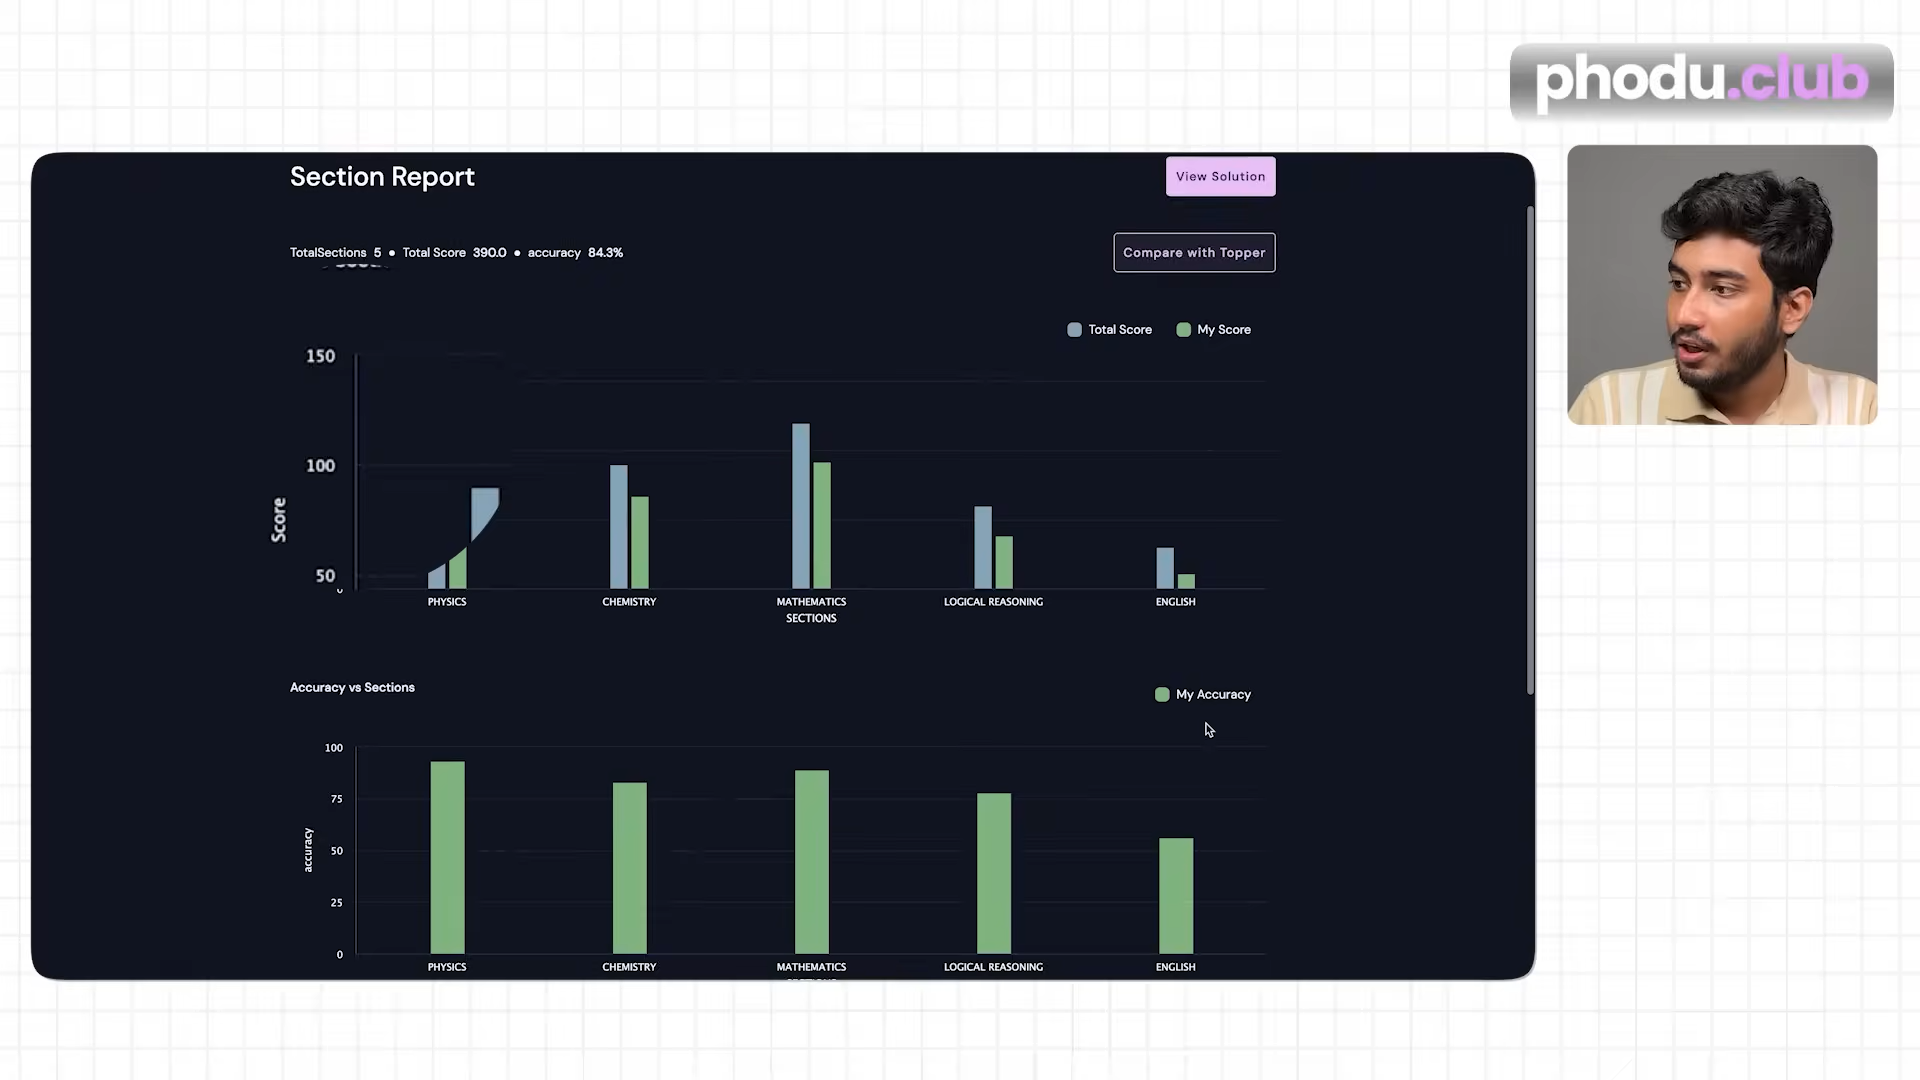 phodu.club
Section Report
View Solution
TotalSections 5 • Total Score 390.0 • accuracy 84.3%
Compare with Topper
Total Score
My Score
150
100
50
Score
PHYSICS
CHEMISTRY
MATHEMATICS
LOGICAL REASONING
ENGLISH
SECTIONS
Accuracy vs Sections
My Accuracy
100
75
50
25
0
accuracy
PHYSICS
CHEMISTRY
MATHEMATICS
LOGICAL REASONING
ENGLISH